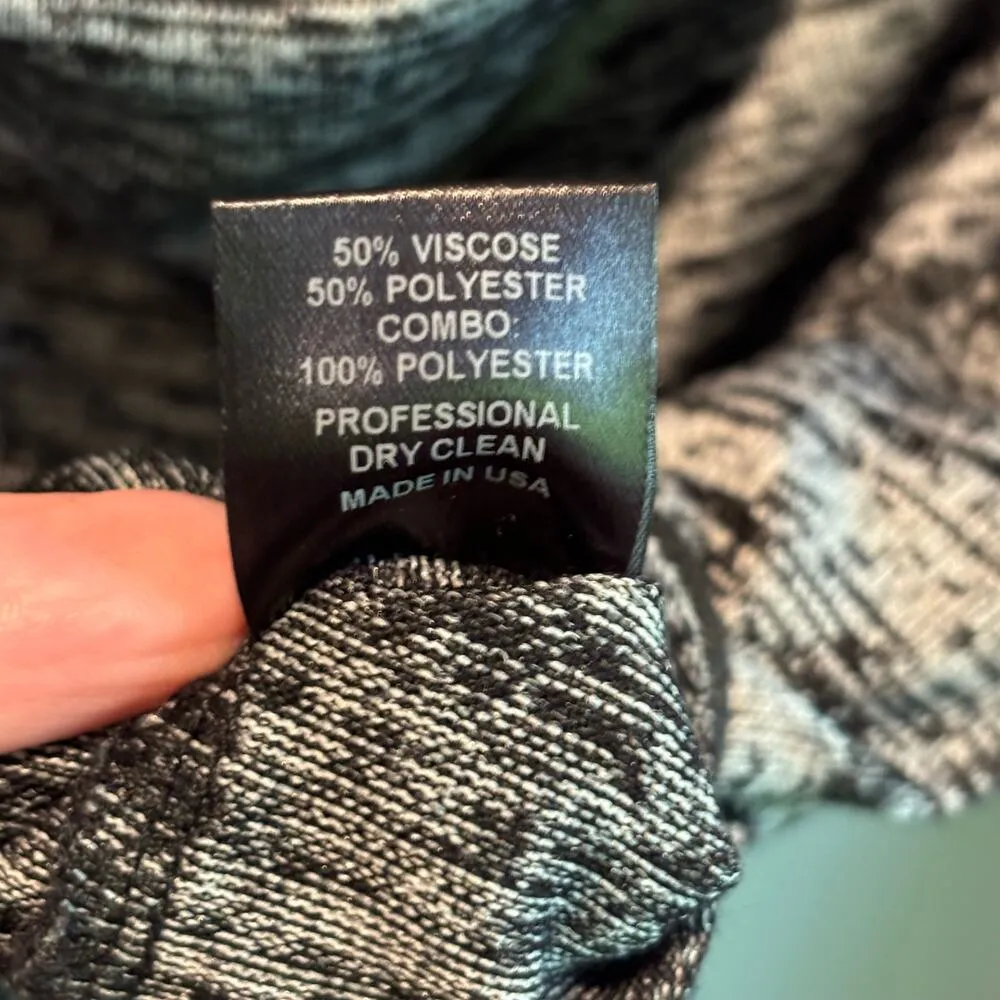 50% VISCOSE
50% POLYESTER
COMBO:
100% POLYESTER
PROFESSIONAL
DRY CLEAN
MADE IN USA